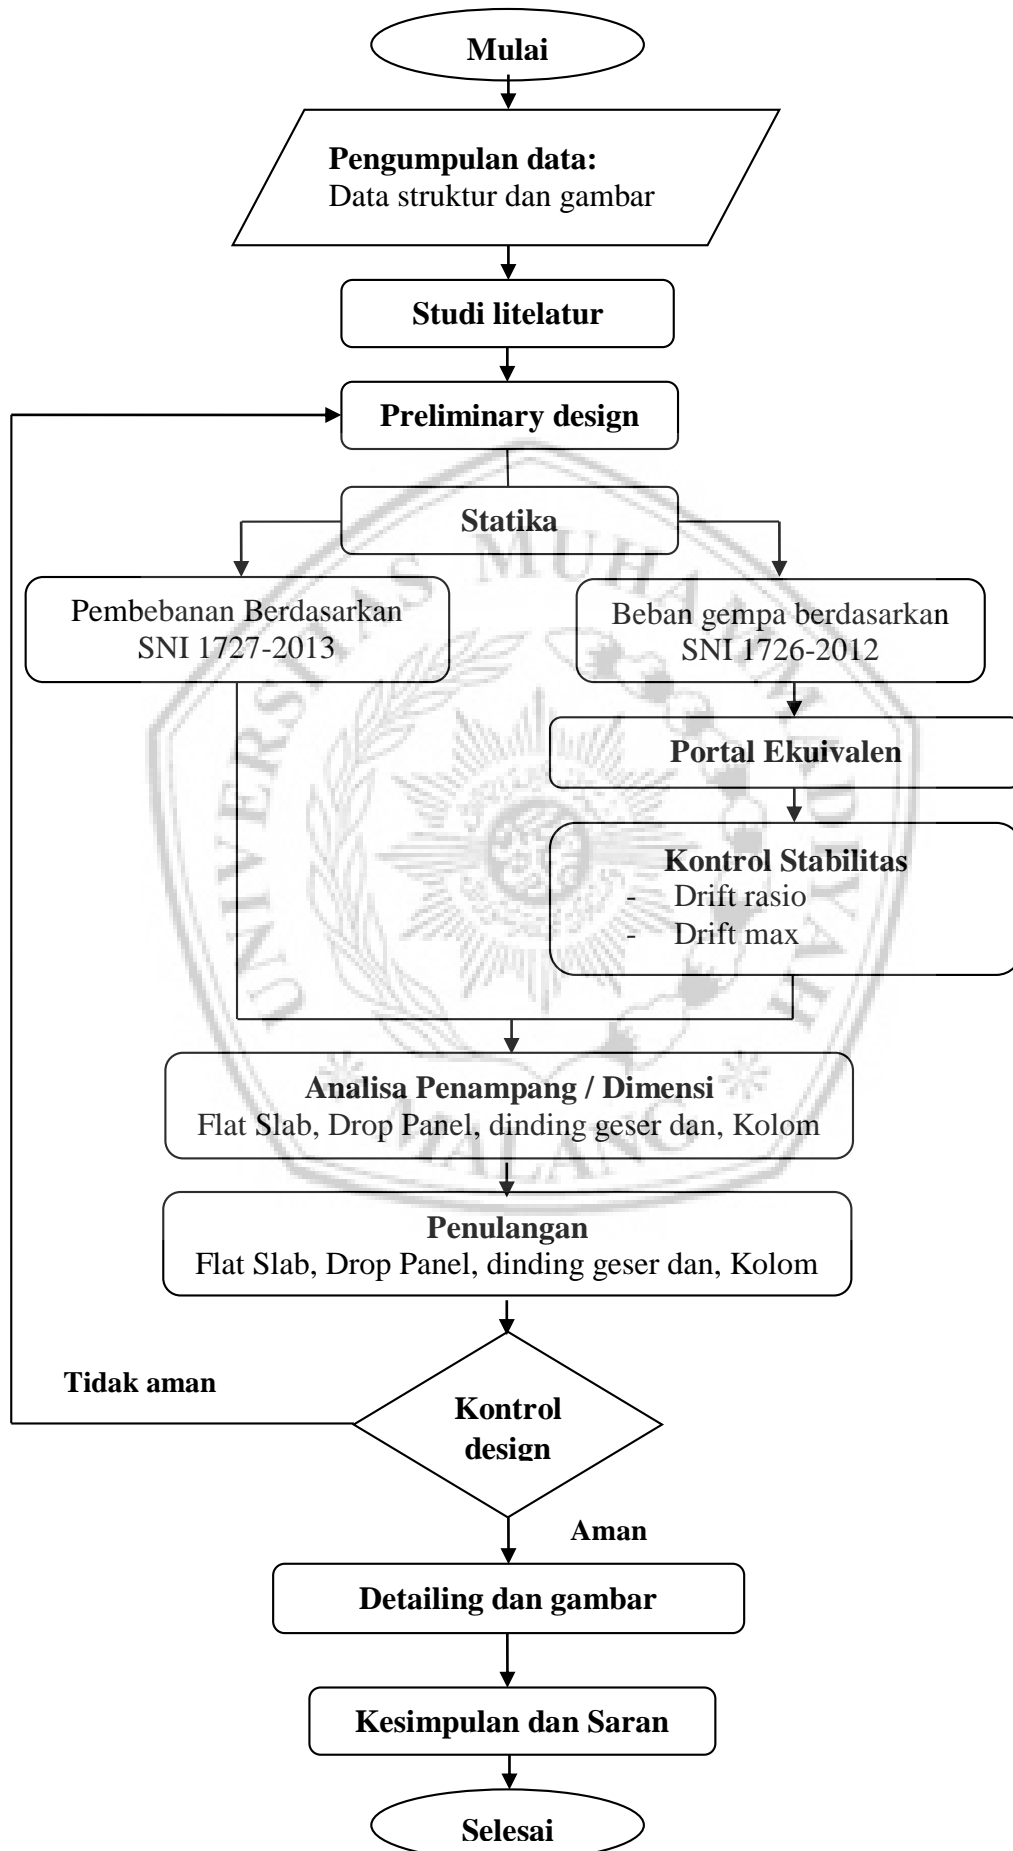 Mulai
Pengumpulan data:
Data struktur dan gambar
Studi litelatur
Preliminary design
Statika
Pembebanan Berdasarkan
SNI 1727-2013
Beban gempa berdasarkan
SNI 1726-2012
Portal Ekuivalen
Kontrol Stabilitas
- Drift rasio
- Drift max
Analisa Penampang / Dimensi
Flat Slab, Drop Panel, dinding geser dan, Kolom
Penulangan
Flat Slab, Drop Panel, dinding geser dan, Kolom
Tidak aman
Kontrol
design
Aman
Detailing dan gambar
Kesimpulan dan Saran
Selesai
UNIVERSITAS MUHAMMADIYAH
MALANG